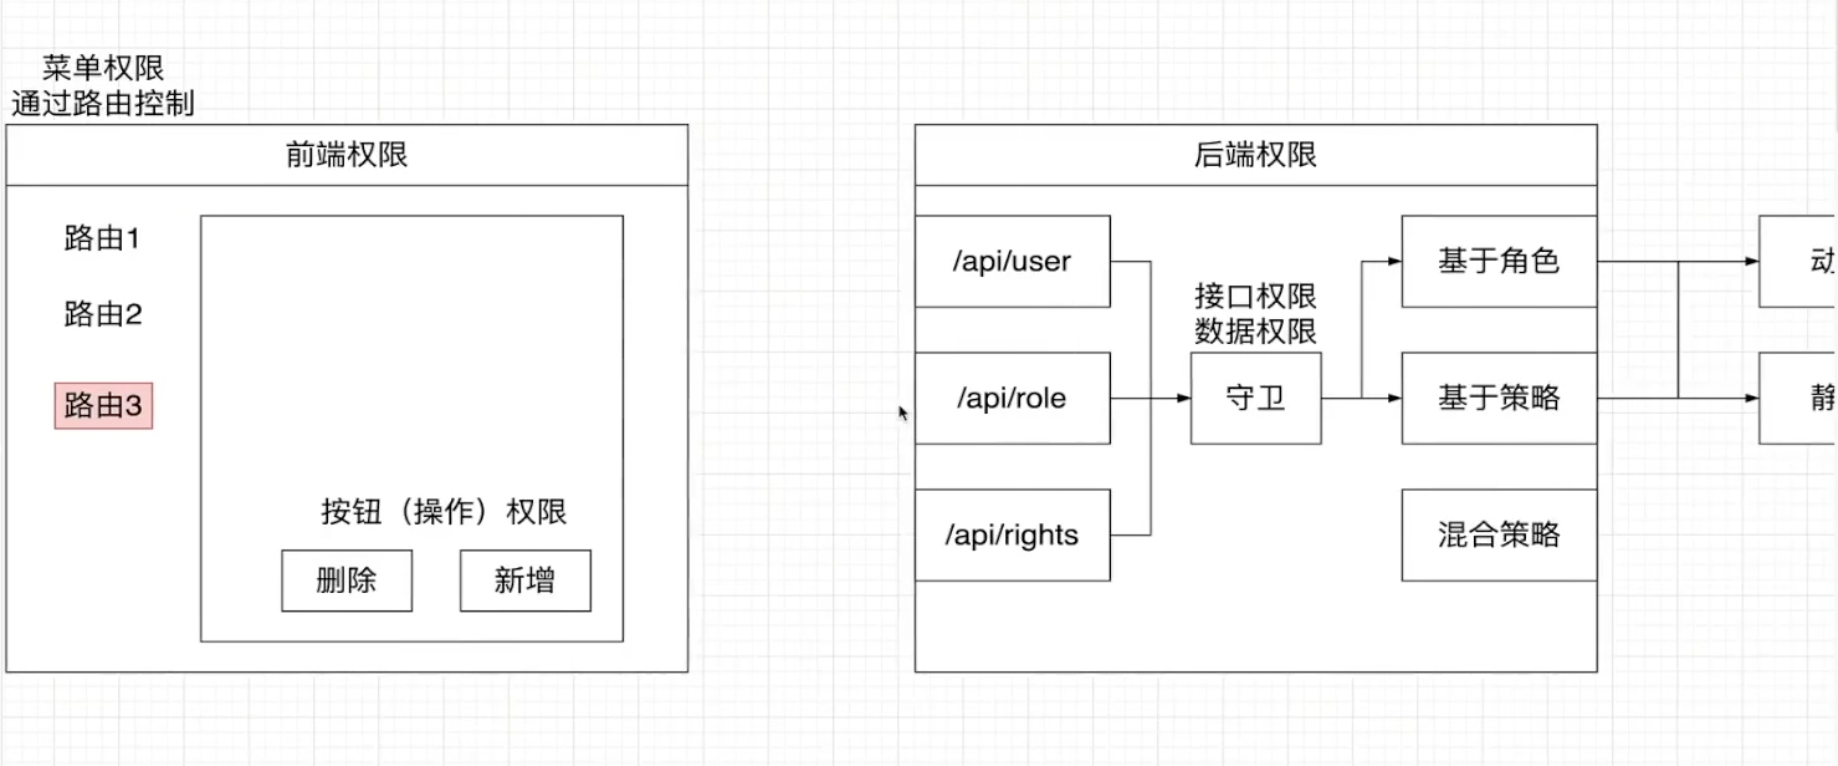 菜单权限
通过路由控制
前端权限
路由1
路由2
路由3
按钮（操作）权限
删除
新增
后端权限
/api/user
/api/role
/api/rights
接口权限
数据权限
守卫
基于角色
基于策略
混合策略
动
静